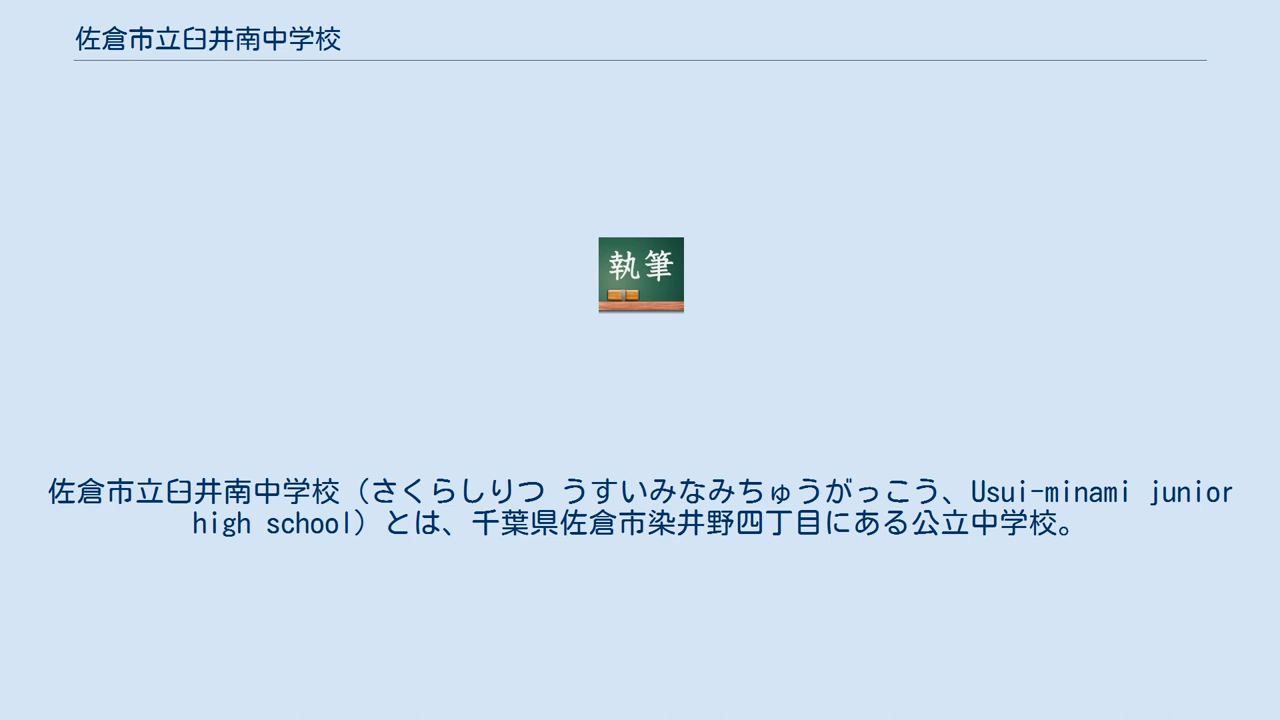 佐倉市立臼井南中学校
執筆
佐倉市立臼井南中学校（さくらしりつ うすいみなみちゅうがっこう、Usui-minami junior
high school）とは、千葉県佐倉市染井野四丁目にある公立中学校。